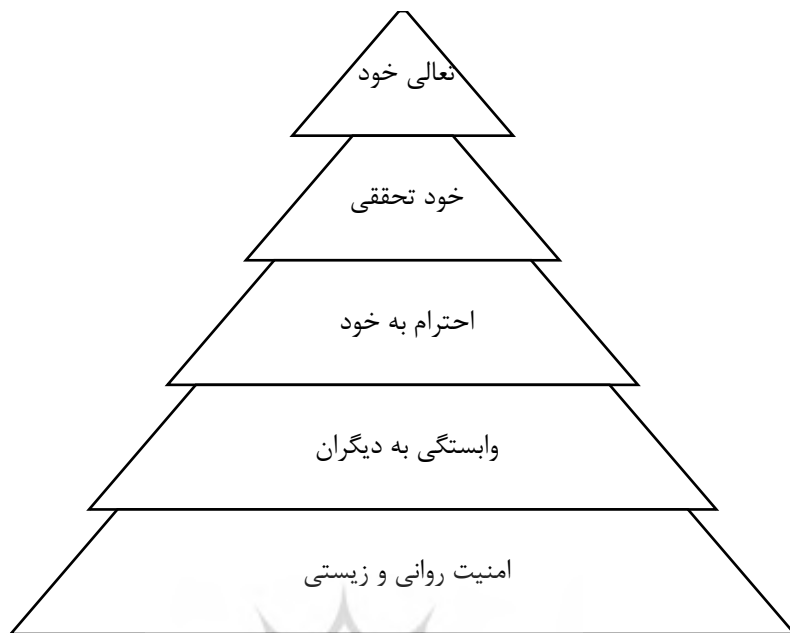 تعالی خود
خود تحققی
احترام به خود
وابستگی به دیگران
امنیت روانی و زیستی